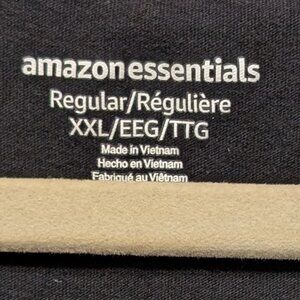 amazon essentials
Regular/Régulière
XXL/EEG/TTG
Made in Vietnam
Hecho en Vietnam
Fabriqué au Viêtnam